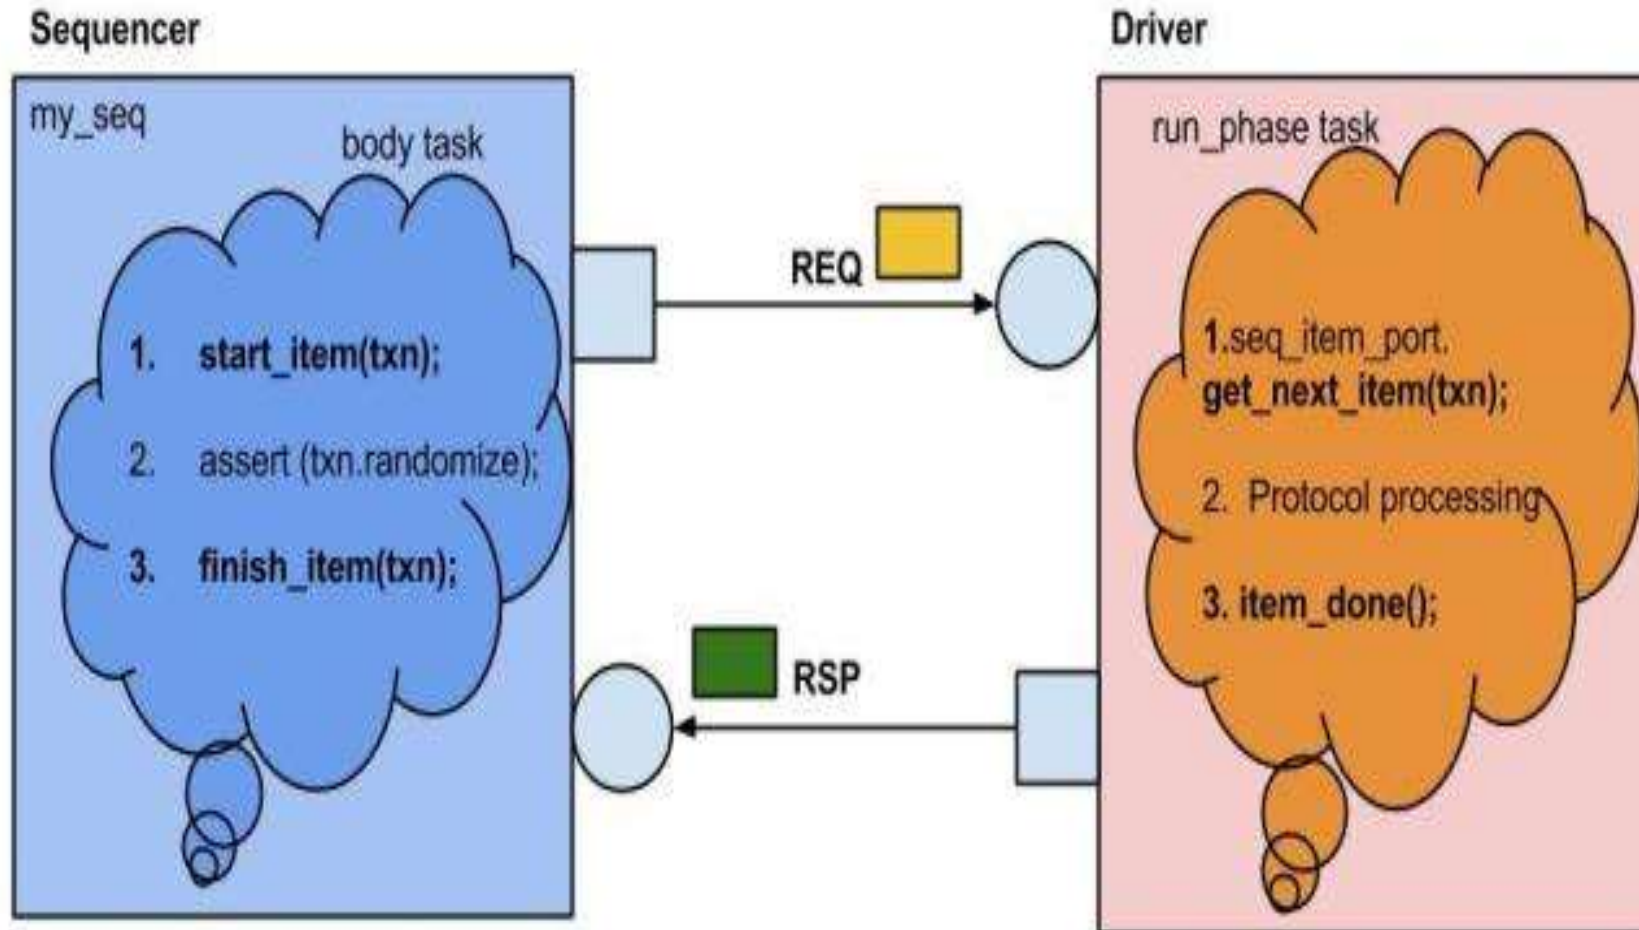 Sequencer
my_seq
body task
1. start_item(txn);
2. assert (txn.randomize);
3. finish_item(txn);
REQ
RSP
Driver
run_phase task
1.seq_item_port.
get_next_item(txn);
2. Protocol processing
3. item_done();